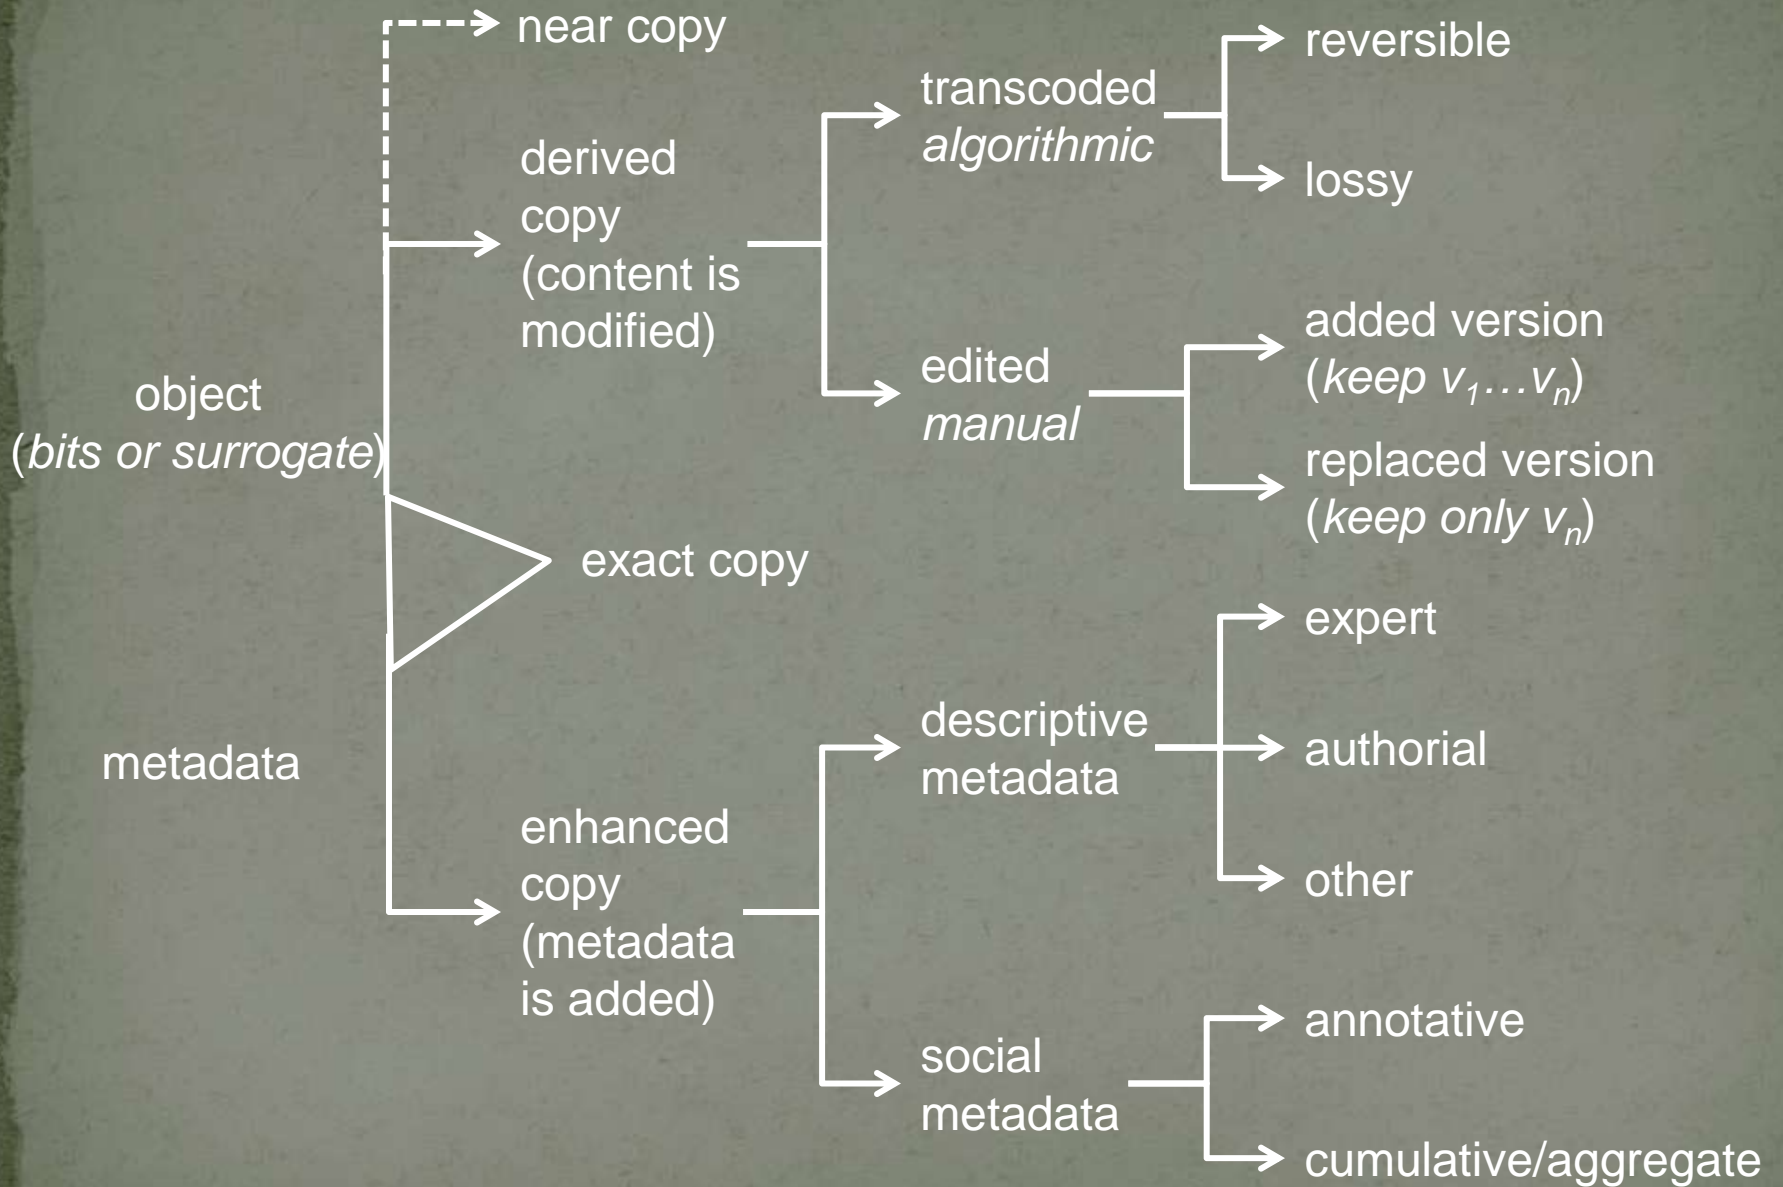 near copy
derived
copy
(content is
modified)
transcoded
algorithmic
reversible
lossy
edited
manual
added version
(keep v₁…vₙ)
replaced version
(keep only vₙ)
object
(bits or surrogate)
exact copy
metadata
enhanced
copy
(metadata
is added)
descriptive
metadata
expert
authorial
other
social
metadata
annotative
cumulative/aggregate